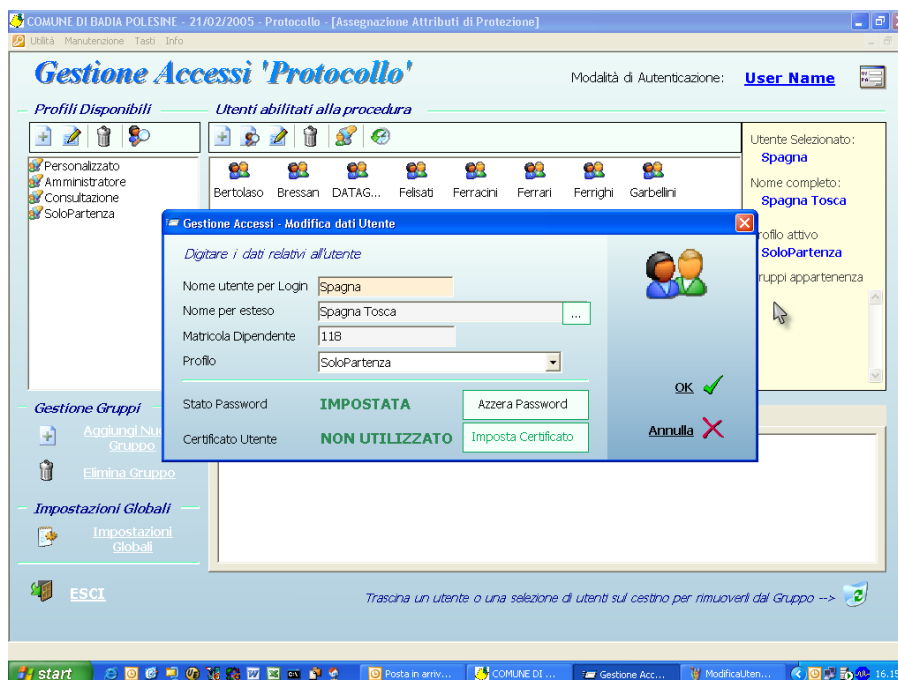 COMUNE DI BADIA POLESINE - 21/02/2005 - Protocollo - [Assegnazione Attributi di Protezione]
Utilità Manutenzione Tasti Info
Gestione Accessi 'Protocollo'
Modalità di Autenticazione: User Name
Profili Disponibili
Utenti abilitati alla procedura
Personalizzato
Amministratore
Consultazione
SoloPartenza
Bertolaso Bressan DATAG... Felisati Ferracini Ferrari Ferrighi Garbellini
Utente Selezionato:
Spagna
Nome completo:
Spagna Tosca
rofilo attivo
SoloPartenza
ruppi appartenenza
Gestione Accessi - Modifica dati Utente
Digitare i dati relativi all'utente
Nome utente per Login Spagna
Nome per esteso Spagna Tosca ...
Matricola Dipendente 118
Profilo SoloPartenza
Stato Password IMPOSTATA Azzera Password
Certificato Utente NON UTILIZZATO Imposta Certificato
OK
Annulla
Gestione Gruppi
Aggiungi Nu
Gruppo
Elimina Gruppo
Impostazioni Globali
Impostazioni
Globali
ESCI
Trascina un utente o una selezione di utenti sul cestino per rimuoverli dal Gruppo -->
start Posta in arriv... COMUNE DI ... Gestione Acc... ModificaUten... 16.15